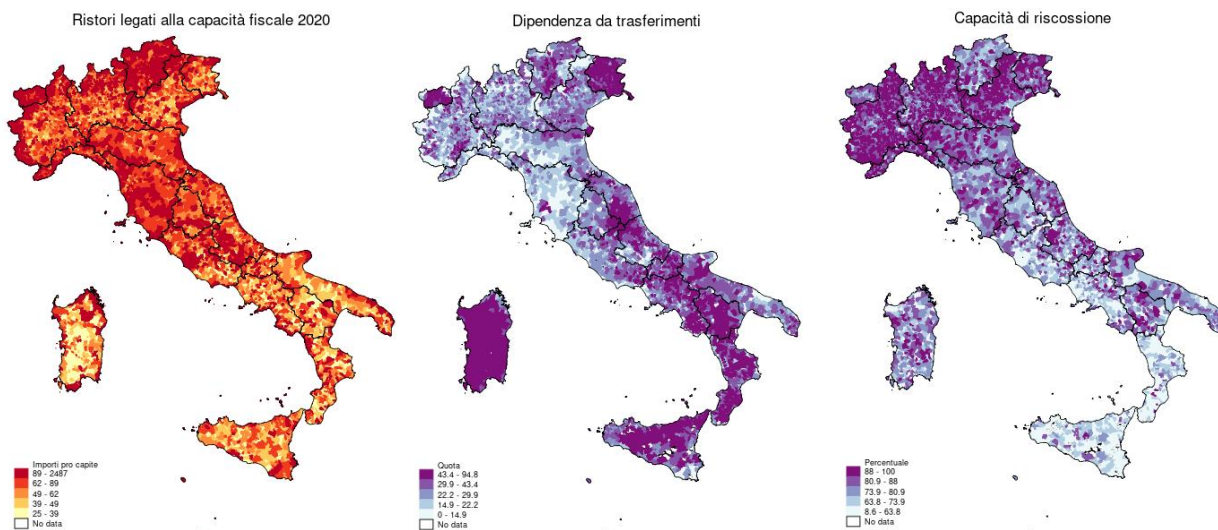 Ristori legati alla capacità fiscale 2020
Dipendenza da trasferimenti
Capacità di riscossione
Importi pro capite
89 - 2487
62 - 89
49 - 62
39 - 49
25 - 39
No data
Quota
43.4 - 94.8
29.9 - 43.4
22.2 - 29.9
14.9 - 22.2
0 - 14.9
No data
Percentuale
88 - 100
80.9 - 88
73.9 - 80.9
63.8 - 73.9
8.6 - 63.8
No data